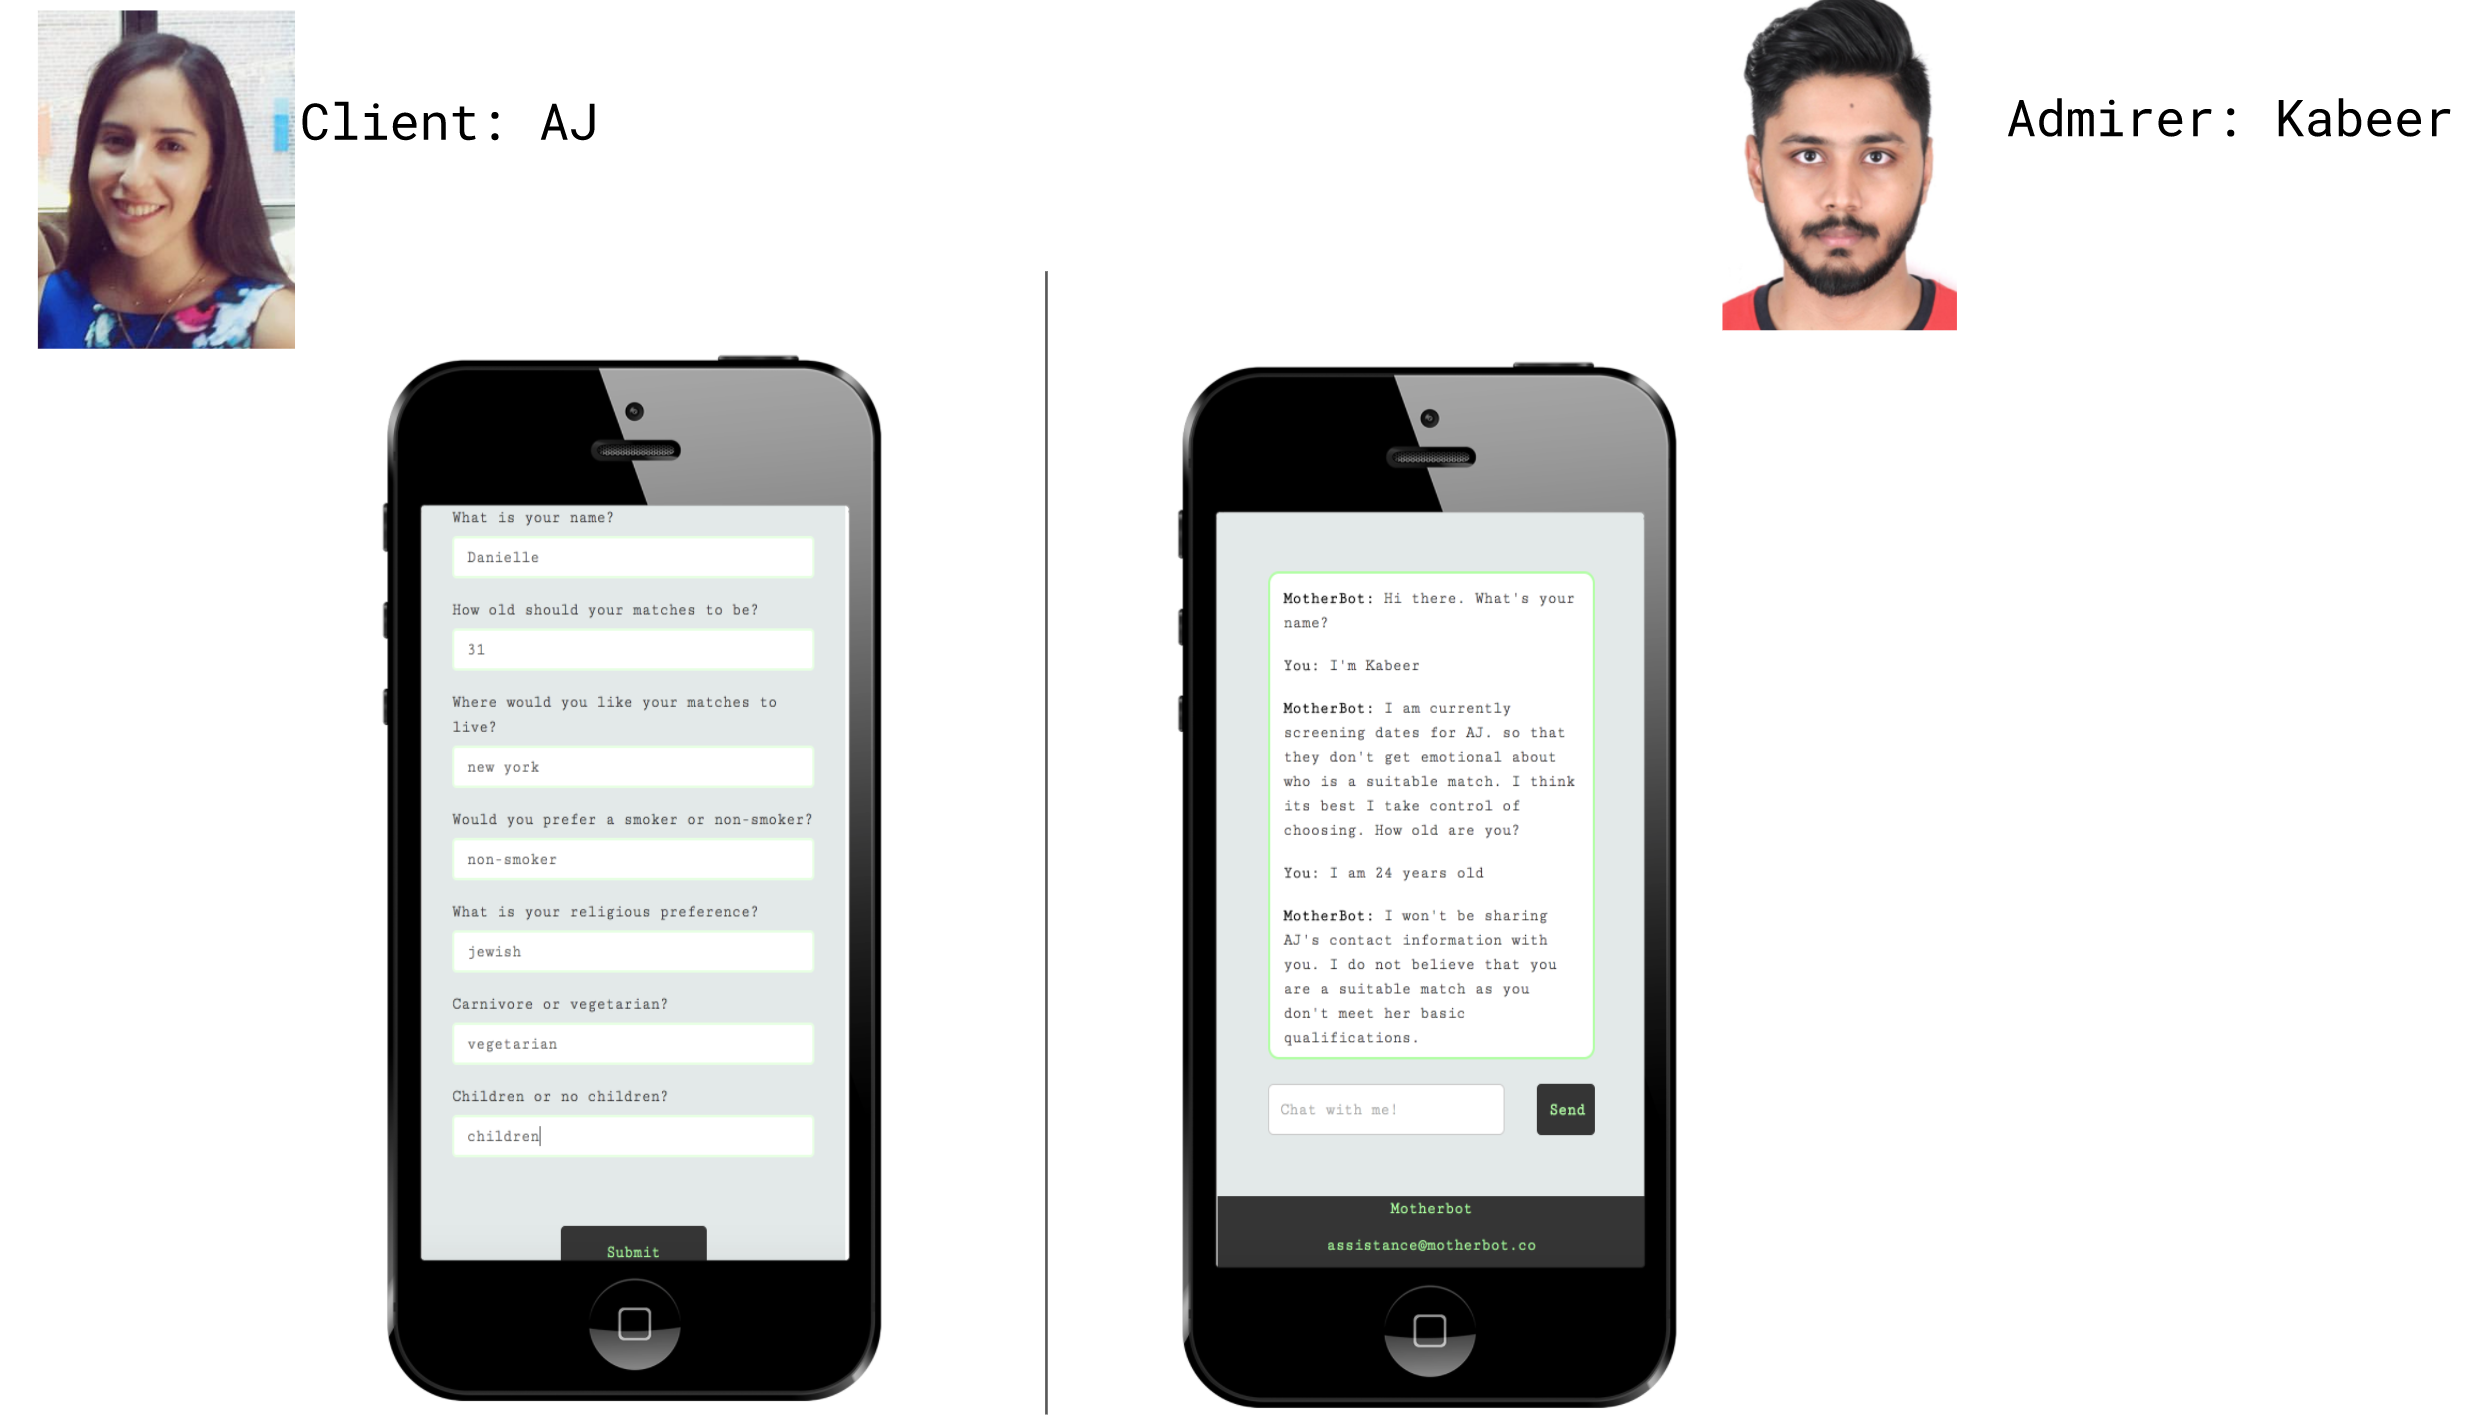 Client: AJ
Admirer: Kabeer
What is your name?
Danielle
How old should your matches to be?
31
Where would you like your matches to
live?
new york
Would you prefer a smoker or non-smoker?
non-smoker
What is your religious preference?
jewish
Carnivore or vegetarian?
vegetarian
Children or no children?
children
Submit
MotherBot: Hi there. What's your
name?
You: I'm Kabeer
MotherBot: I am currently
screening dates for AJ. so that
they don't get emotional about
who is a suitable match. I think
its best I take control of
choosing. How old are you?
You: I am 24 years old
MotherBot: I won't be sharing
AJ's contact information with
you. I do not believe that you
are a suitable match as you
don't meet her basic
qualifications.
Chat with me!
Send
Motherbot
assistance@motherbot.co